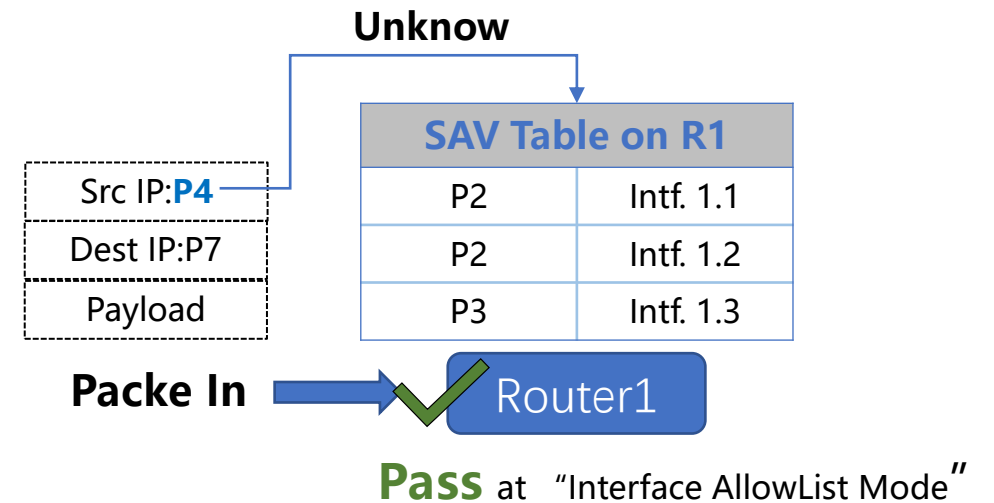 Unknow
SAV Table on R1
Src IP:P4
Dest IP:P7
Payload
P2 Intf. 1.1
P2 Intf. 1.2
P3 Intf. 1.3
Packe In
Router1
Pass at “Interface AllowList Mode”